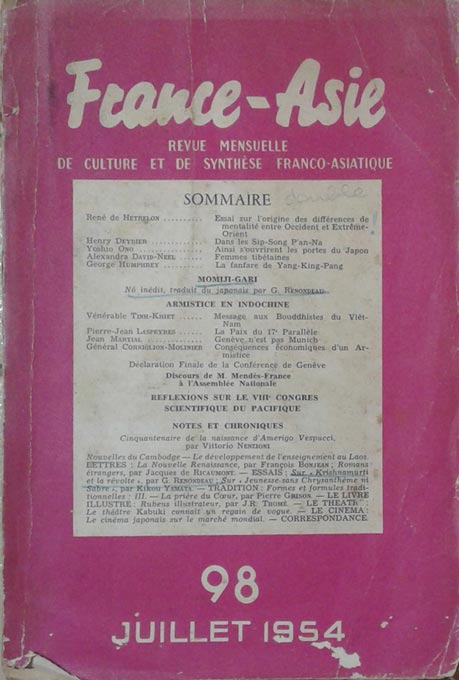 France-Asie
REVUE MENSUELLE
DE CULTURE ET DE SYNTHÈSE FRANCO-ASIATIQUE
SOMMAIRE
René de HETRELON .......... Essai sur l'origine des différences de
mentalité entre Occident et Extrême-
Orient
Henry DEYDIER .......... Dans les Sip-Song P'an-Na
Yoshio ONO .......... Ainsi s'ouvrirent les portes du Japon
Alexandra DAVID-NEEL ...... Femmes tibétaines
George HUMPHREY .......... La fanfare de Yang-King-Pang
MOMIJI-GARI
Nô inédit, traduit du japonais par G. RENONDEAU.
ARMISTICE EN INDOCHINE
Vénérable THOI-KHIET ...... Message aux Bouddhistes du Viêt-
Nam
Pierre-Jean LASPEYRES ...... La Paix du 17e Parallèle
Jean MARTIAL .......... Genève n'est pas Munich
Général CORNIGLION-MOLINIER Conséquences économiques d'un Ar-
mistice
Déclaration Finale de la Conférence de Genève
Discours de M. Mendès-France
à l'Assemblée Nationale
REFLEXIONS SUR LE VIIIe CONGRES
SCIENTIFIQUE DU PACIFIQUE
NOTES ET CHRONIQUES
Cinquantenaire de la naissance d'Amerigo Vespucci,
par Vittorio NENZIONI
Nouvelles du Cambodge — Le développement de l'enseignement au Laos
LETTRES : La Nouvelle Renaissance, par François BONJEAN ; Romans
étrangers, par Jacques de RICAUMONT. — ESSAIS : Sur « Krishnamurti
et la révolte », par G. RENONDEAU ; Sur « Jeunesse sans Chrysanthème ni
Sabre », par KIKOU YAMATA — TRADITION : Formes et formules tradi-
tionnelles : III. — La prière du Cœur, par Pierre GRISON. — LE LIVRE
ILLUSTRE : Rubens illustrateur, par J.R. THOMÉ. — LE THEATRE :
Le théâtre Kabuki connaît un regain de vogue. — LE CINEMA :
Le cinéma japonais sur le marché mondial. — CORRESPONDANCE.
98
JUILLET 1954